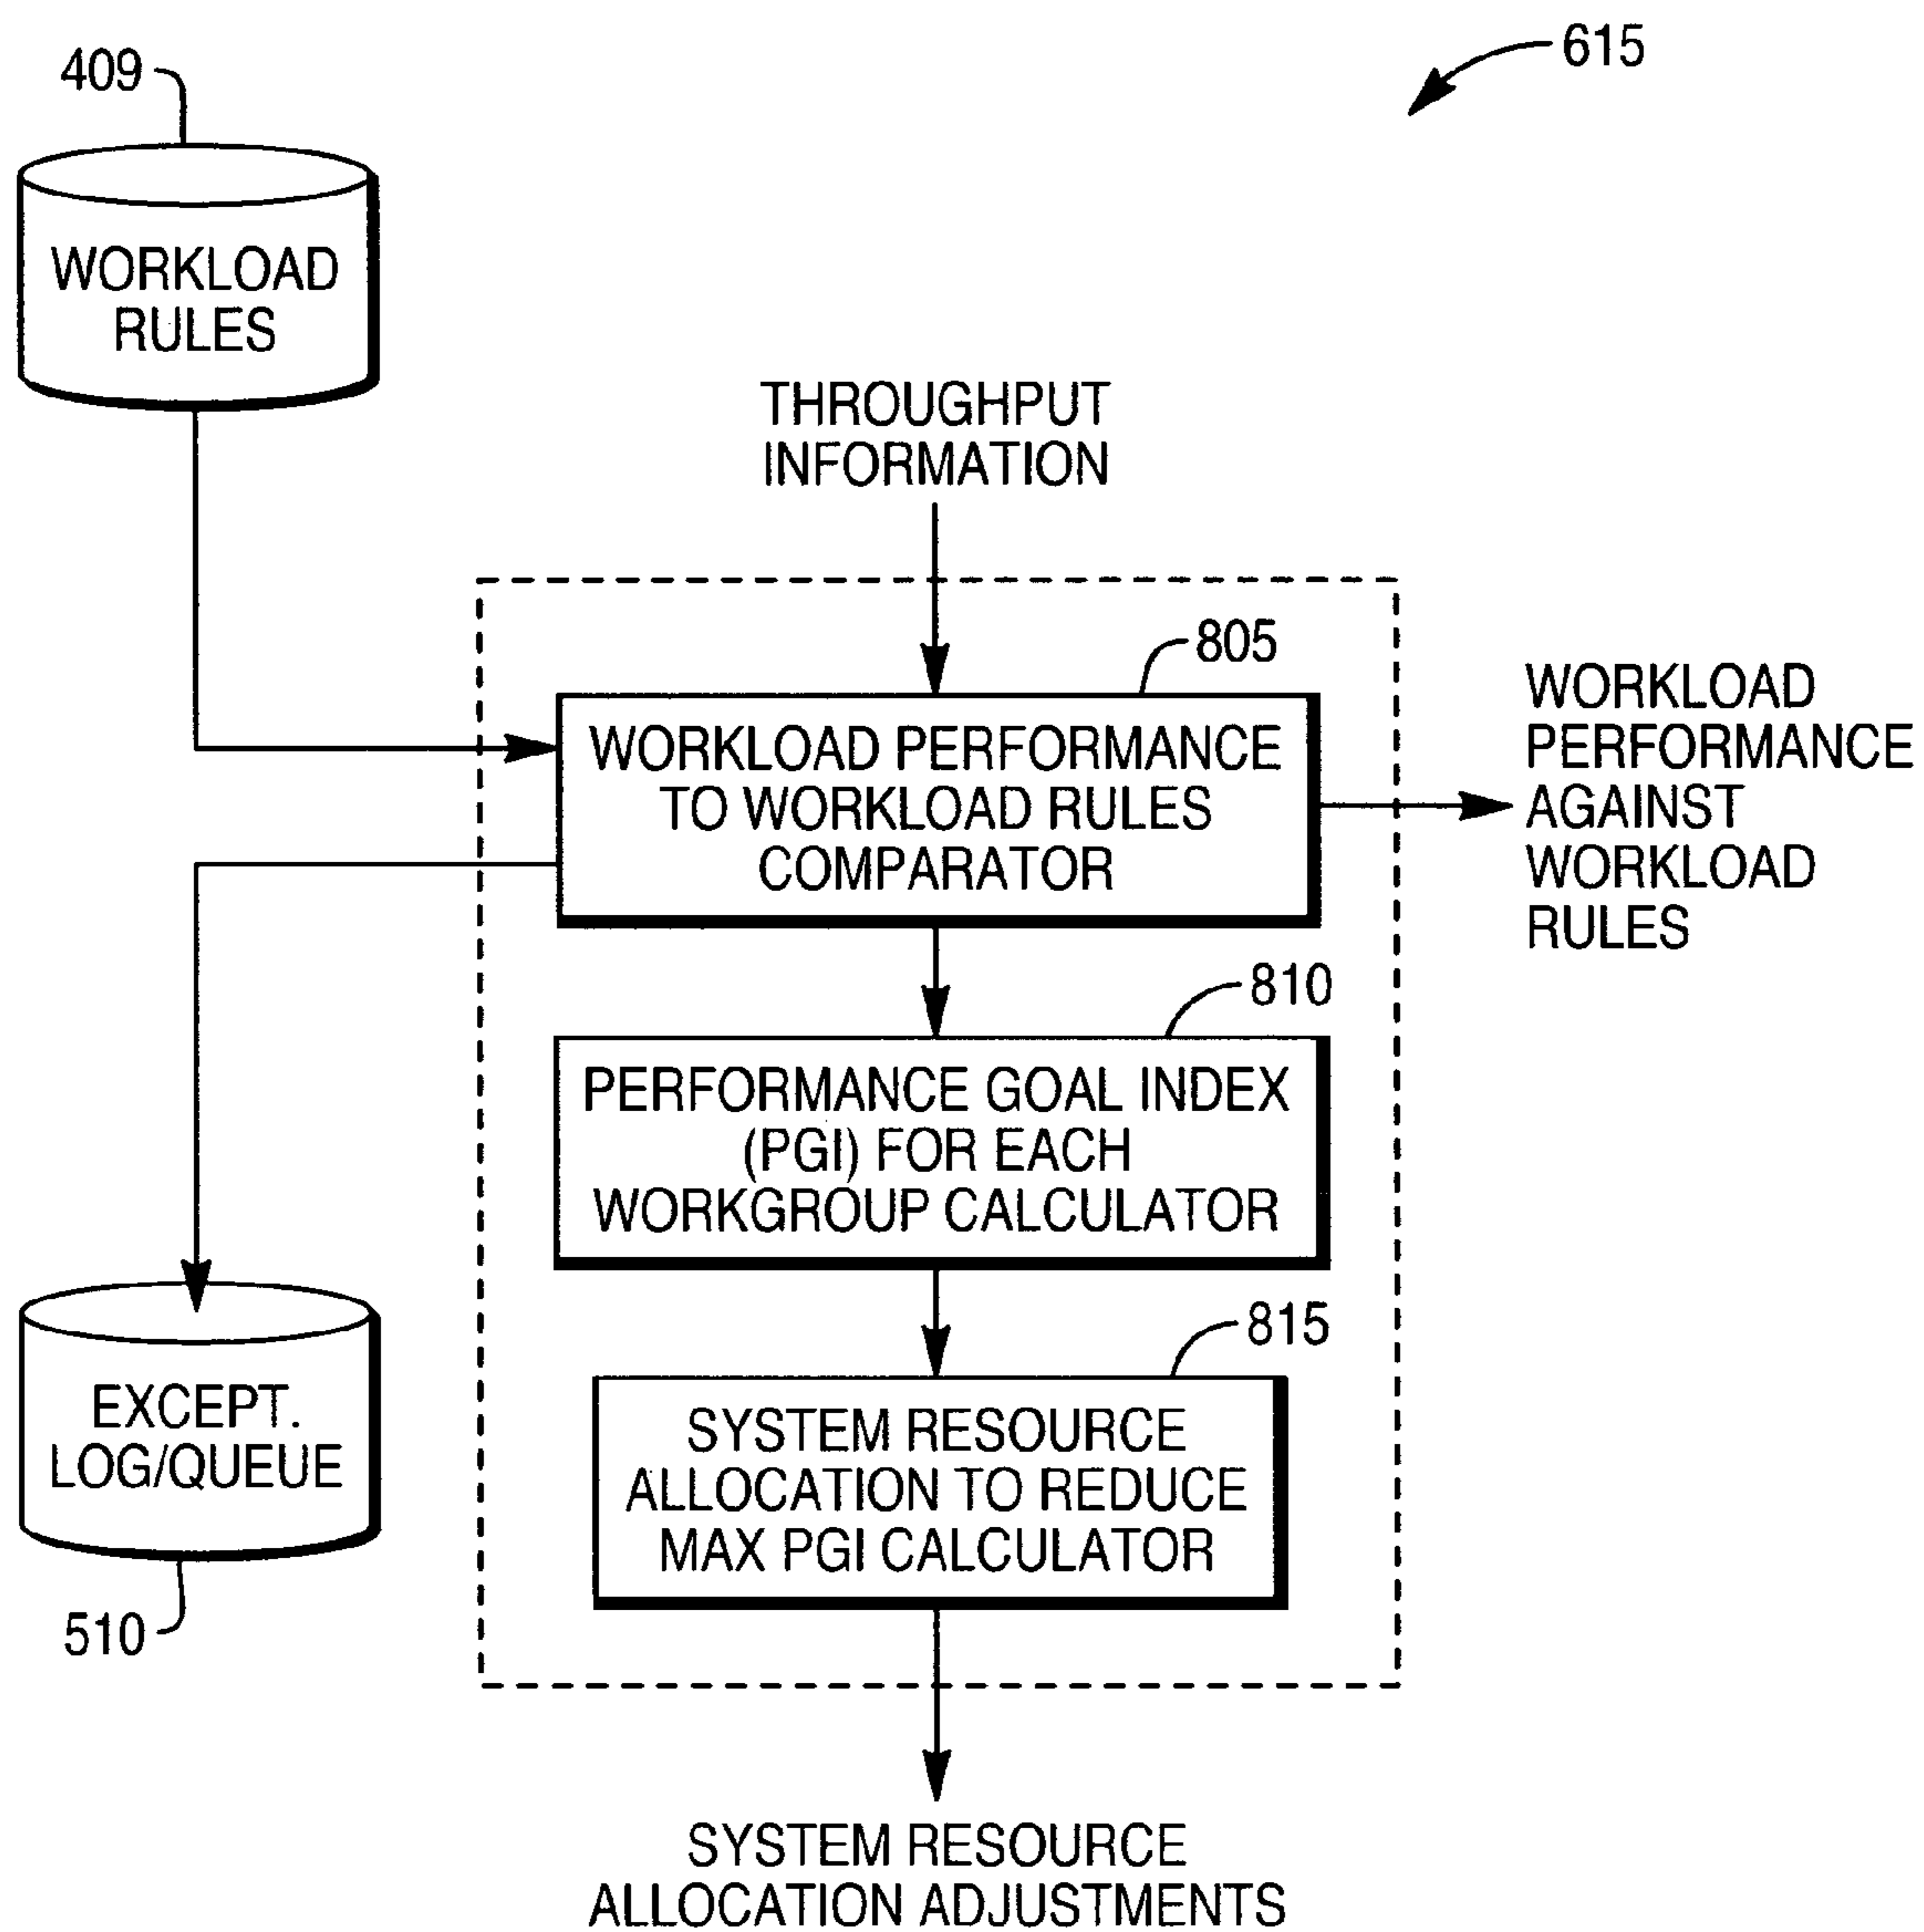 615
409
WORKLOAD
RULES
THROUGHPUT
INFORMATION
805
WORKLOAD PERFORMANCE
TO WORKLOAD RULES
COMPARATOR
WORKLOAD
PERFORMANCE
AGAINST
WORKLOAD
RULES
810
PERFORMANCE GOAL INDEX
(PGI) FOR EACH
WORKGROUP CALCULATOR
815
SYSTEM RESOURCE
ALLOCATION TO REDUCE
MAX PGI CALCULATOR
EXCEPT.
LOG/QUEUE
510
SYSTEM RESOURCE
ALLOCATION ADJUSTMENTS